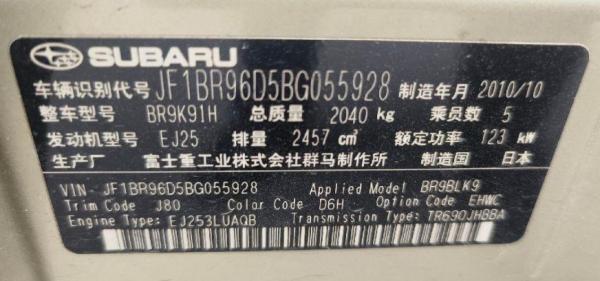 SUBARU
车辆识别代号 JF1BR96D5BG055928 制造年月 2010/10
整车型号 BR9K91H 总质量 2040 kg 乘员数 5
发动机型号 EJ25 排量 2457 cm³ 额定功率 123 kW
生产厂 富士重工业株式会社群马制作所 制造国 日本
VIN JF1BR96D5BG055928 Applied Model BR9BLK9
Trim Code J80 Color Code D6H Option Code EHWC
Engine Type: EJ253LUAQB Transmission Type: TR690JHBBA